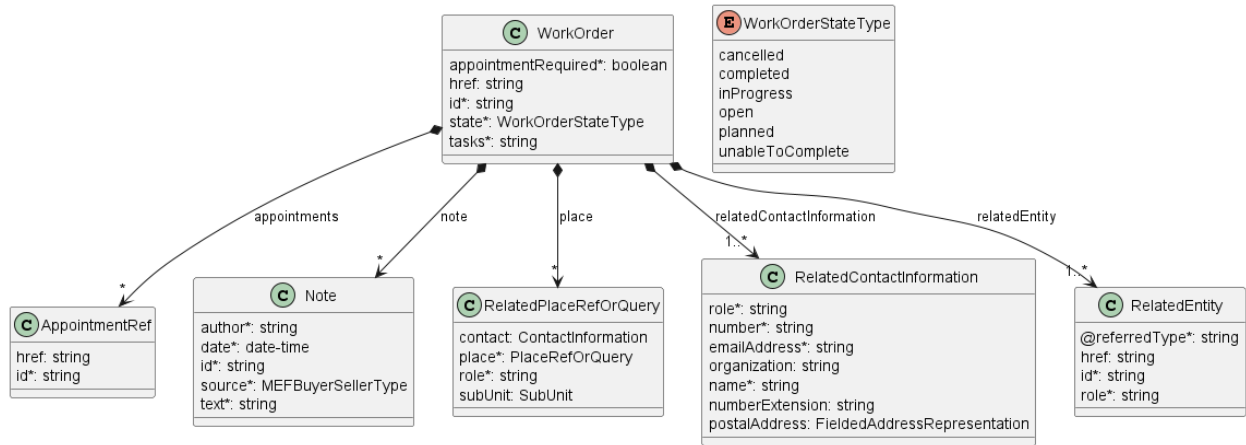 C WorkOrder
appointmentRequired*: boolean
href: string
id*: string
state*: WorkOrderStateType
tasks*: string
E WorkOrderStateType
cancelled
completed
inProgress
open
planned
unableToComplete
appointments
note
place
relatedContactInformation
relatedEntity
*
*
*
1..*
1..*
C AppointmentRef
href: string
id*: string
C Note
author*: string
date*: date-time
id*: string
source*: MEFBuyerSellerType
text*: string
C RelatedPlaceRefOrQuery
contact: ContactInformation
place*: PlaceRefOrQuery
role*: string
subUnit: SubUnit
C RelatedContactInformation
role*: string
number*: string
emailAddress*: string
organization: string
name*: string
numberExtension: string
postalAddress: FieldedAddressRepresentation
C RelatedEntity
@referredType*: string
href: string
id*: string
role*: string